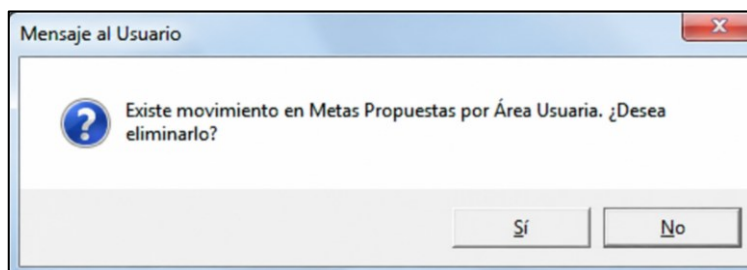 Mensaje al Usuario
Existe movimiento en Metas Propuestas por Área Usuaria. ¿Desea
eliminarlo?
Sí
No